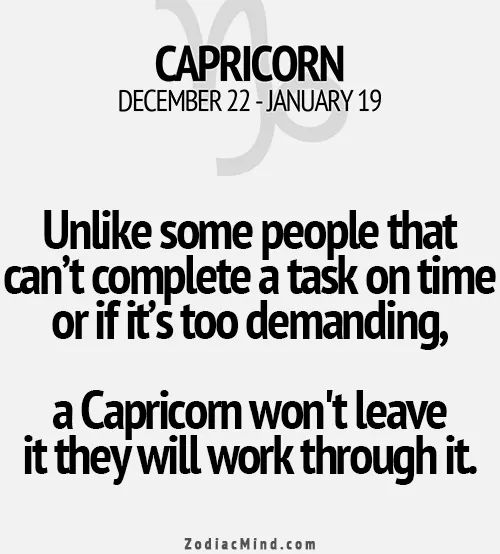 CAPRICORN
DECEMBER 22 - JANUARY 19
Unlike some people that
can’t complete a task on time
or if it’s too demanding,
a Capricorn won't leave
it they will work through it.
ZodiacMind.com